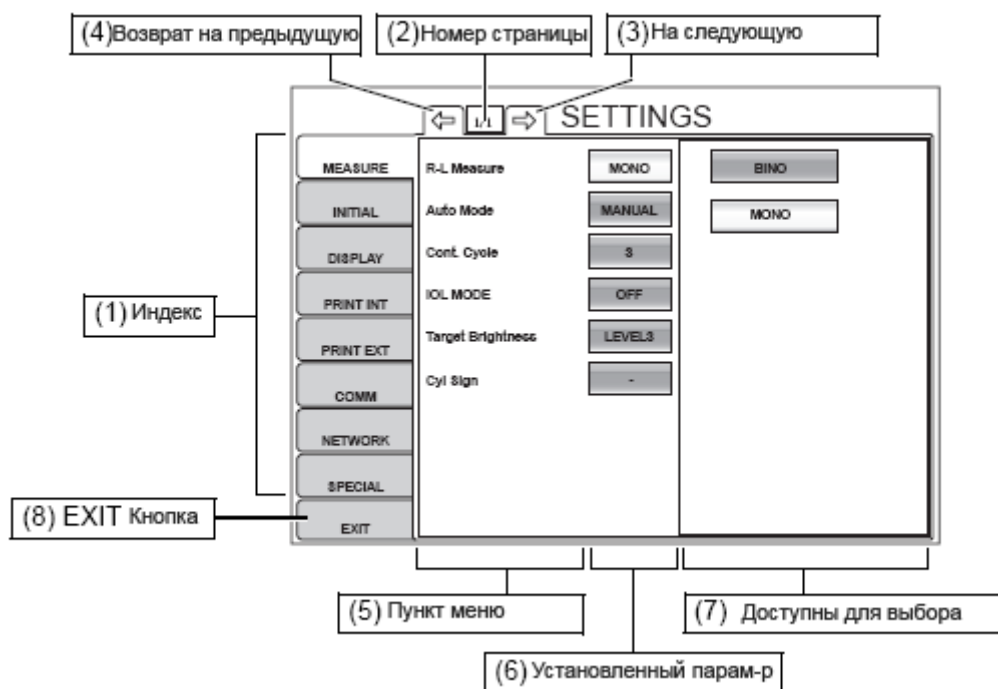 (4)Возврат на предыдущую
(2)Номер страницы
(3)На следующую
1/1
SETTINGS
MEASURE
R-L Measure
MONO
BINO
INITIAL
Auto Mode
MANUAL
MONO
DISPLAY
Cont. Cycle
3
PRINT INT
IOL MODE
OFF
PRINT EXT
Target Brightness
LEVEL3
COMM
Cyl Sign
-
NETWORK
SPECIAL
EXIT
(1) Индекс
(8) EXIT Кнопка
(5) Пункт меню
(7) Доступны для выбора
(6) Установленный парам-р